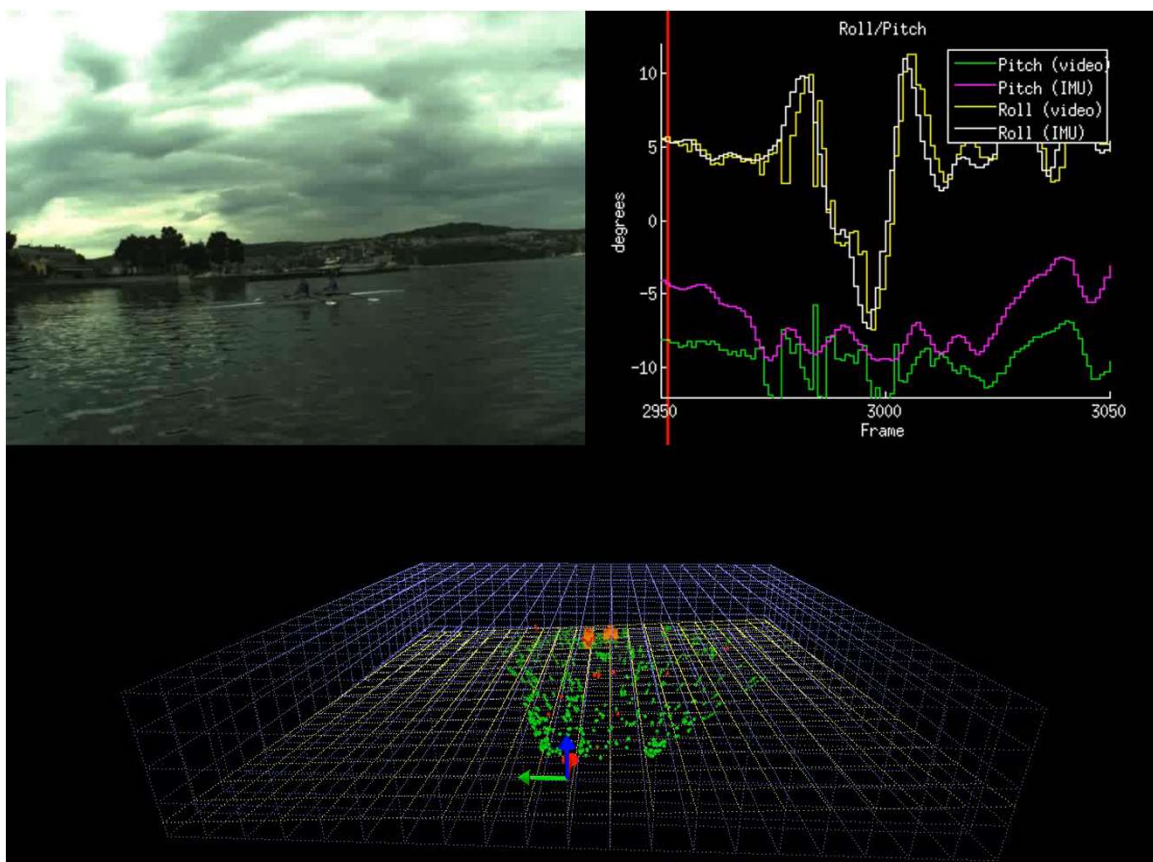 Roll/Pitch
Pitch (video)
Pitch (IMU)
Roll (video)
Roll (IMU)
10
5
0
-5
-10
degrees
2950
3000
3050
Frame